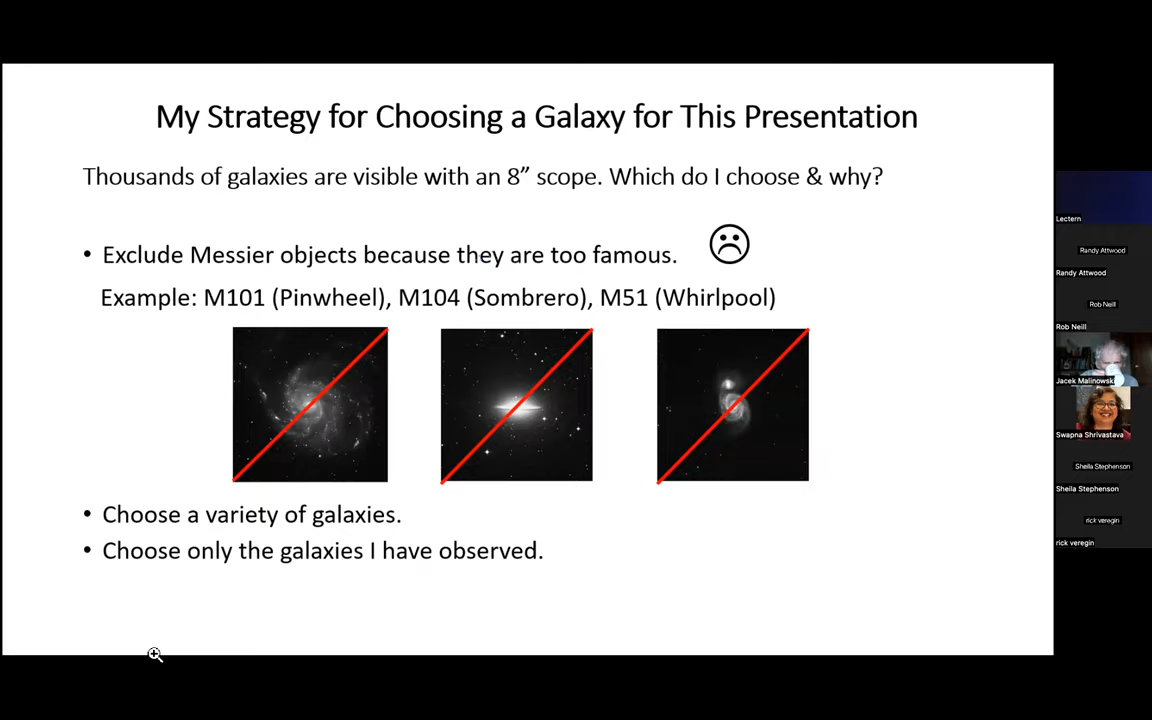 My Strategy for Choosing a Galaxy for This Presentation
Thousands of galaxies are visible with an 8” scope. Which do I choose & why?
• Exclude Messier objects because they are too famous.
Example: M101 (Pinwheel), M104 (Sombrero), M51 (Whirlpool)
• Choose a variety of galaxies.
• Choose only the galaxies I have observed.
Lectern
Randy Attwood
Randy Attwood
Rob Neill
Rob Neill
Jacek Malinowski
Swapna Shrivastava
Sheila Stephenson
Sheila Stephenson
rick veregin
rick veregin